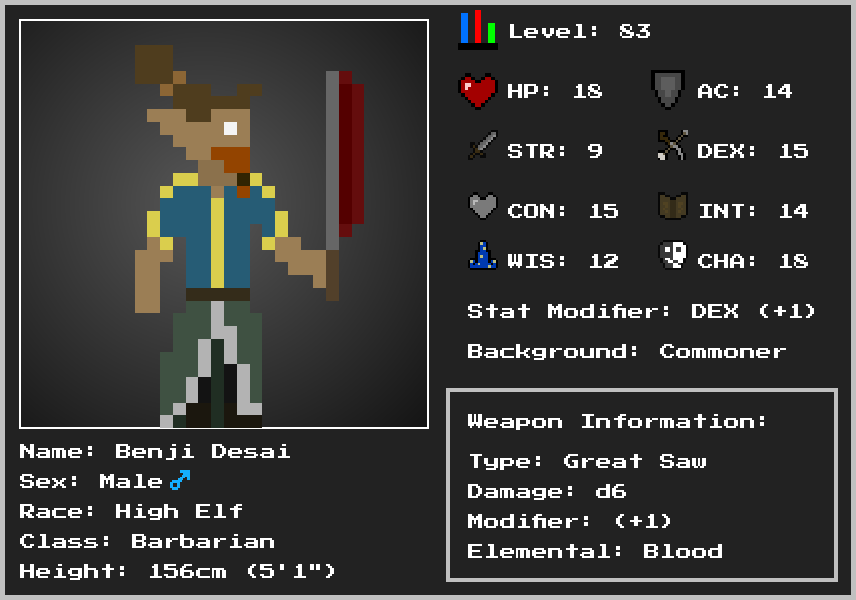 Level: 83
HP: 18 AC: 14
STR: 9 DEX: 15
CON: 15 INT: 14
WIS: 12 CHA: 18
Stat Modifier: DEX (+1)
Background: Commoner
Weapon Information:
Type: Great Saw
Damage: d6
Modifier: (+1)
Elemental: Blood
Name: Benji Desai
Sex: Male♂
Race: High Elf
Class: Barbarian
Height: 156cm (5'1")